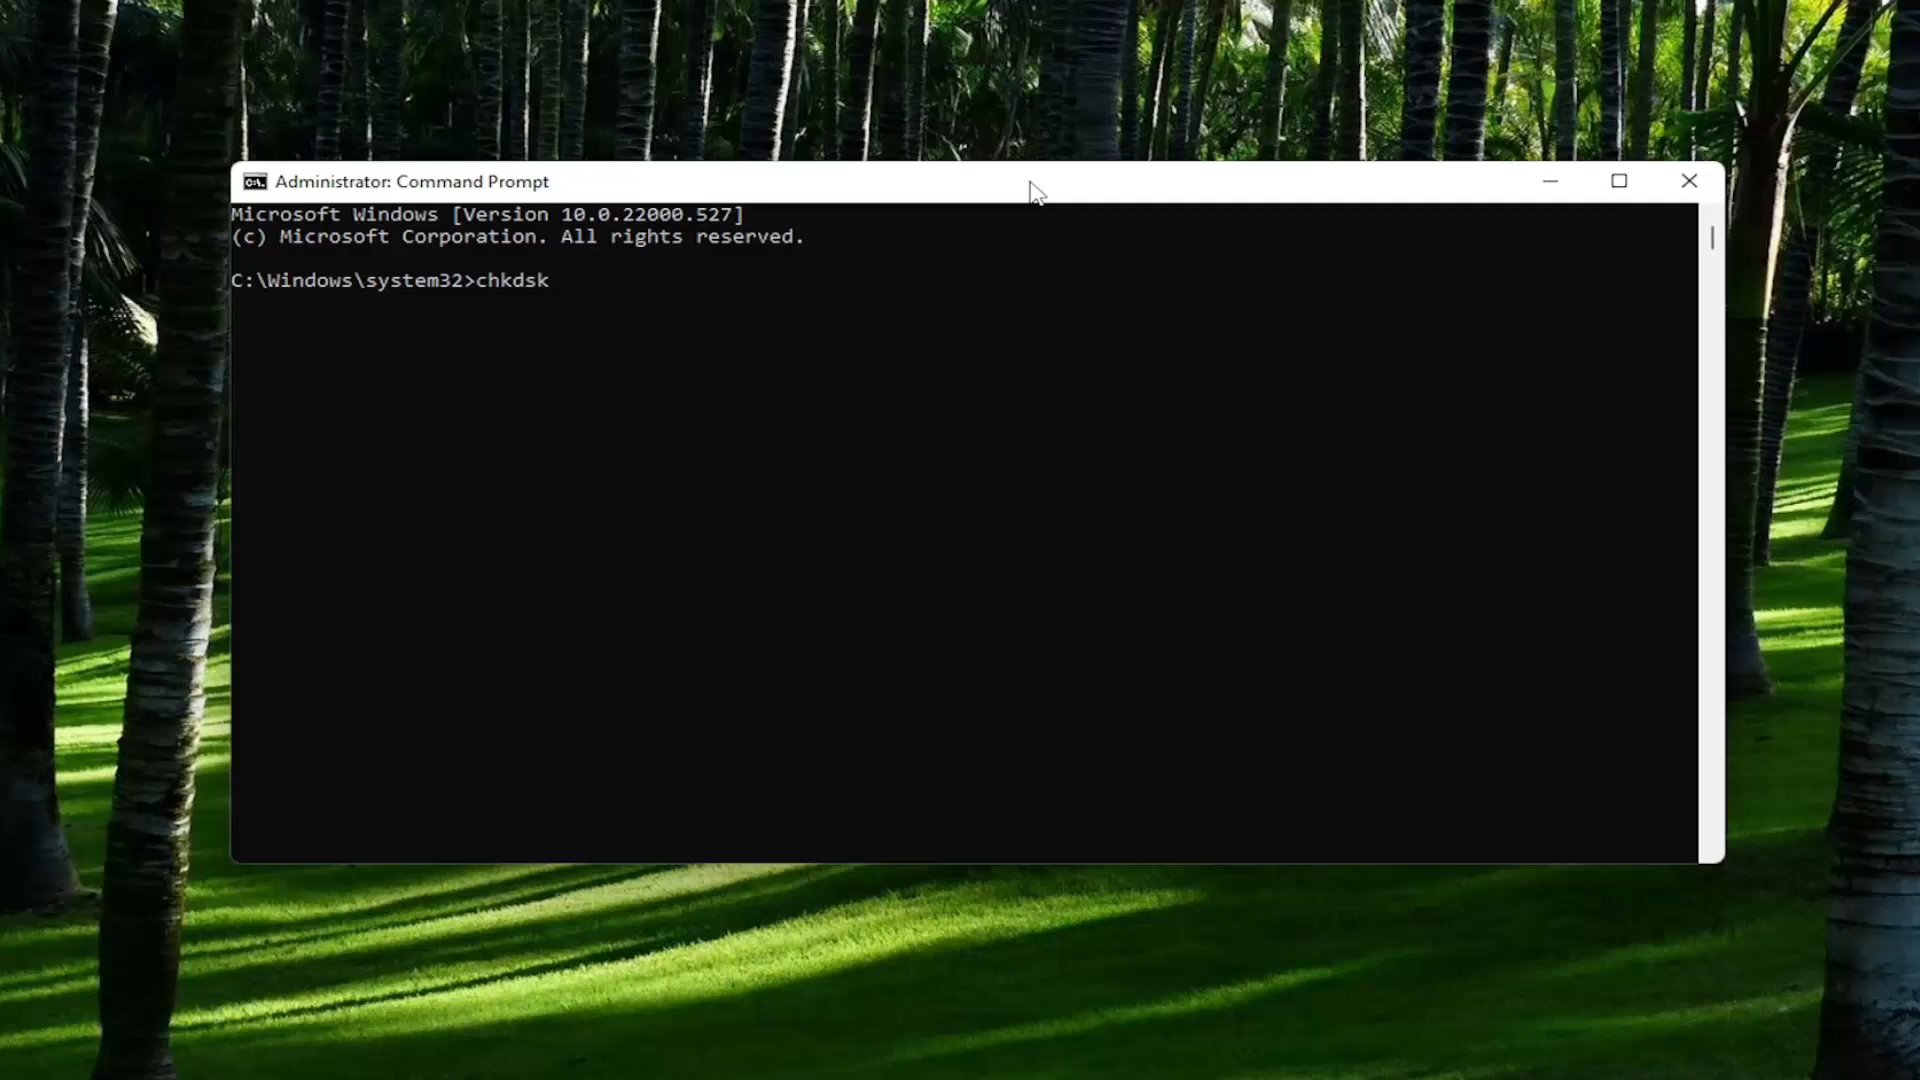 Administrator: Command Prompt
Microsoft Windows [Version 10.0.22000.527]
(c) Microsoft Corporation. All rights reserved.
C:\Windows\system32>chkdsk